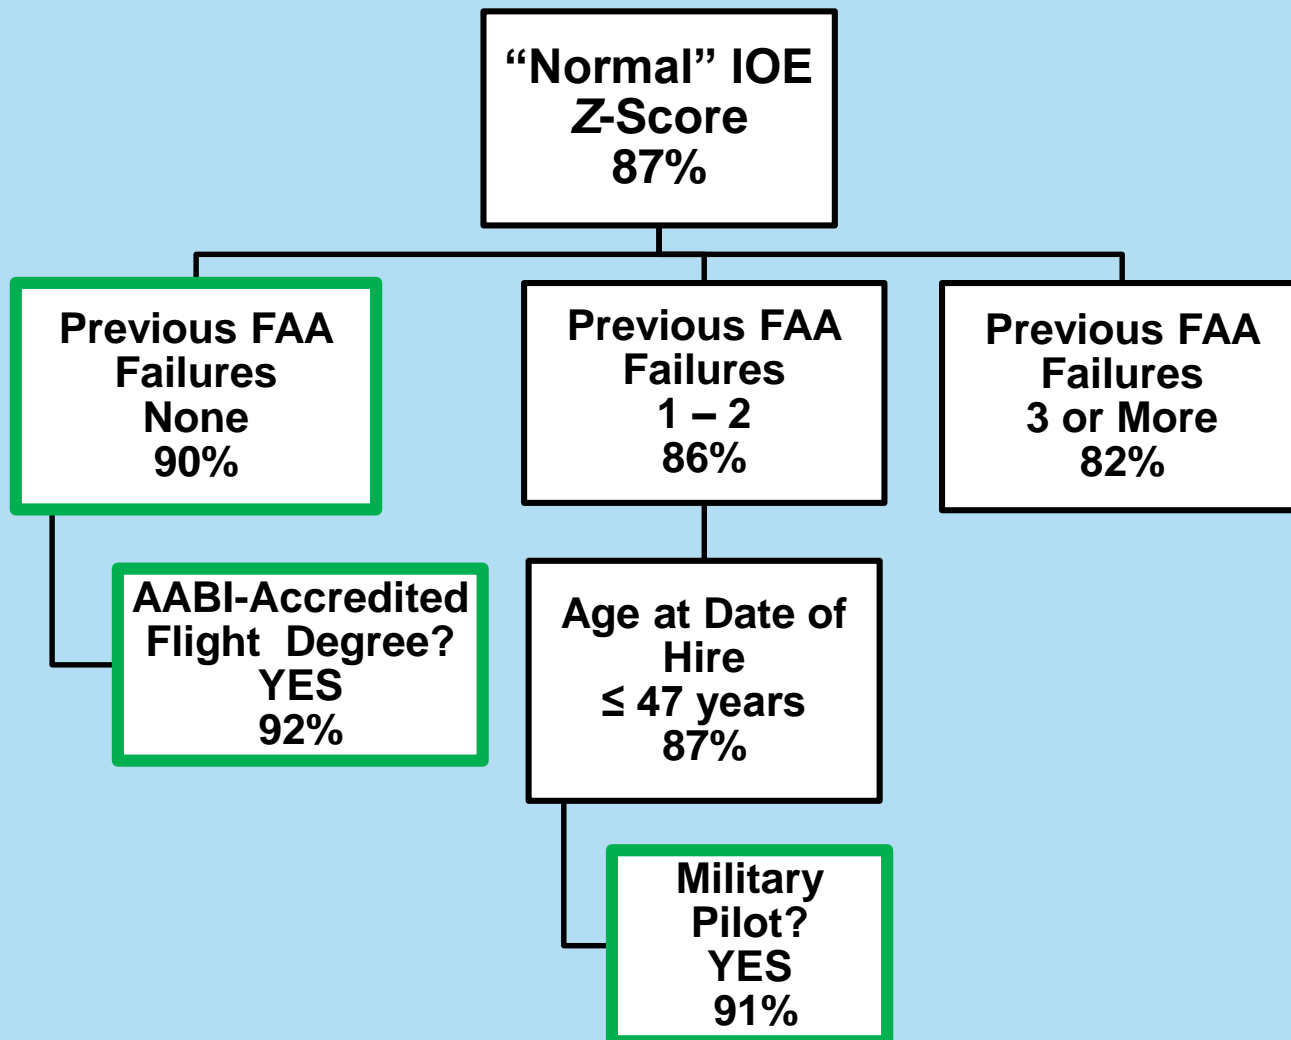 “Normal” IOE
Z-Score
87%
Previous FAA
Failures
None
90%
Previous FAA
Failures
1 – 2
86%
Previous FAA
Failures
3 or More
82%
AABI-Accredited
Flight Degree?
YES
92%
Age at Date of
Hire
≤ 47 years
87%
Military
Pilot?
YES
91%